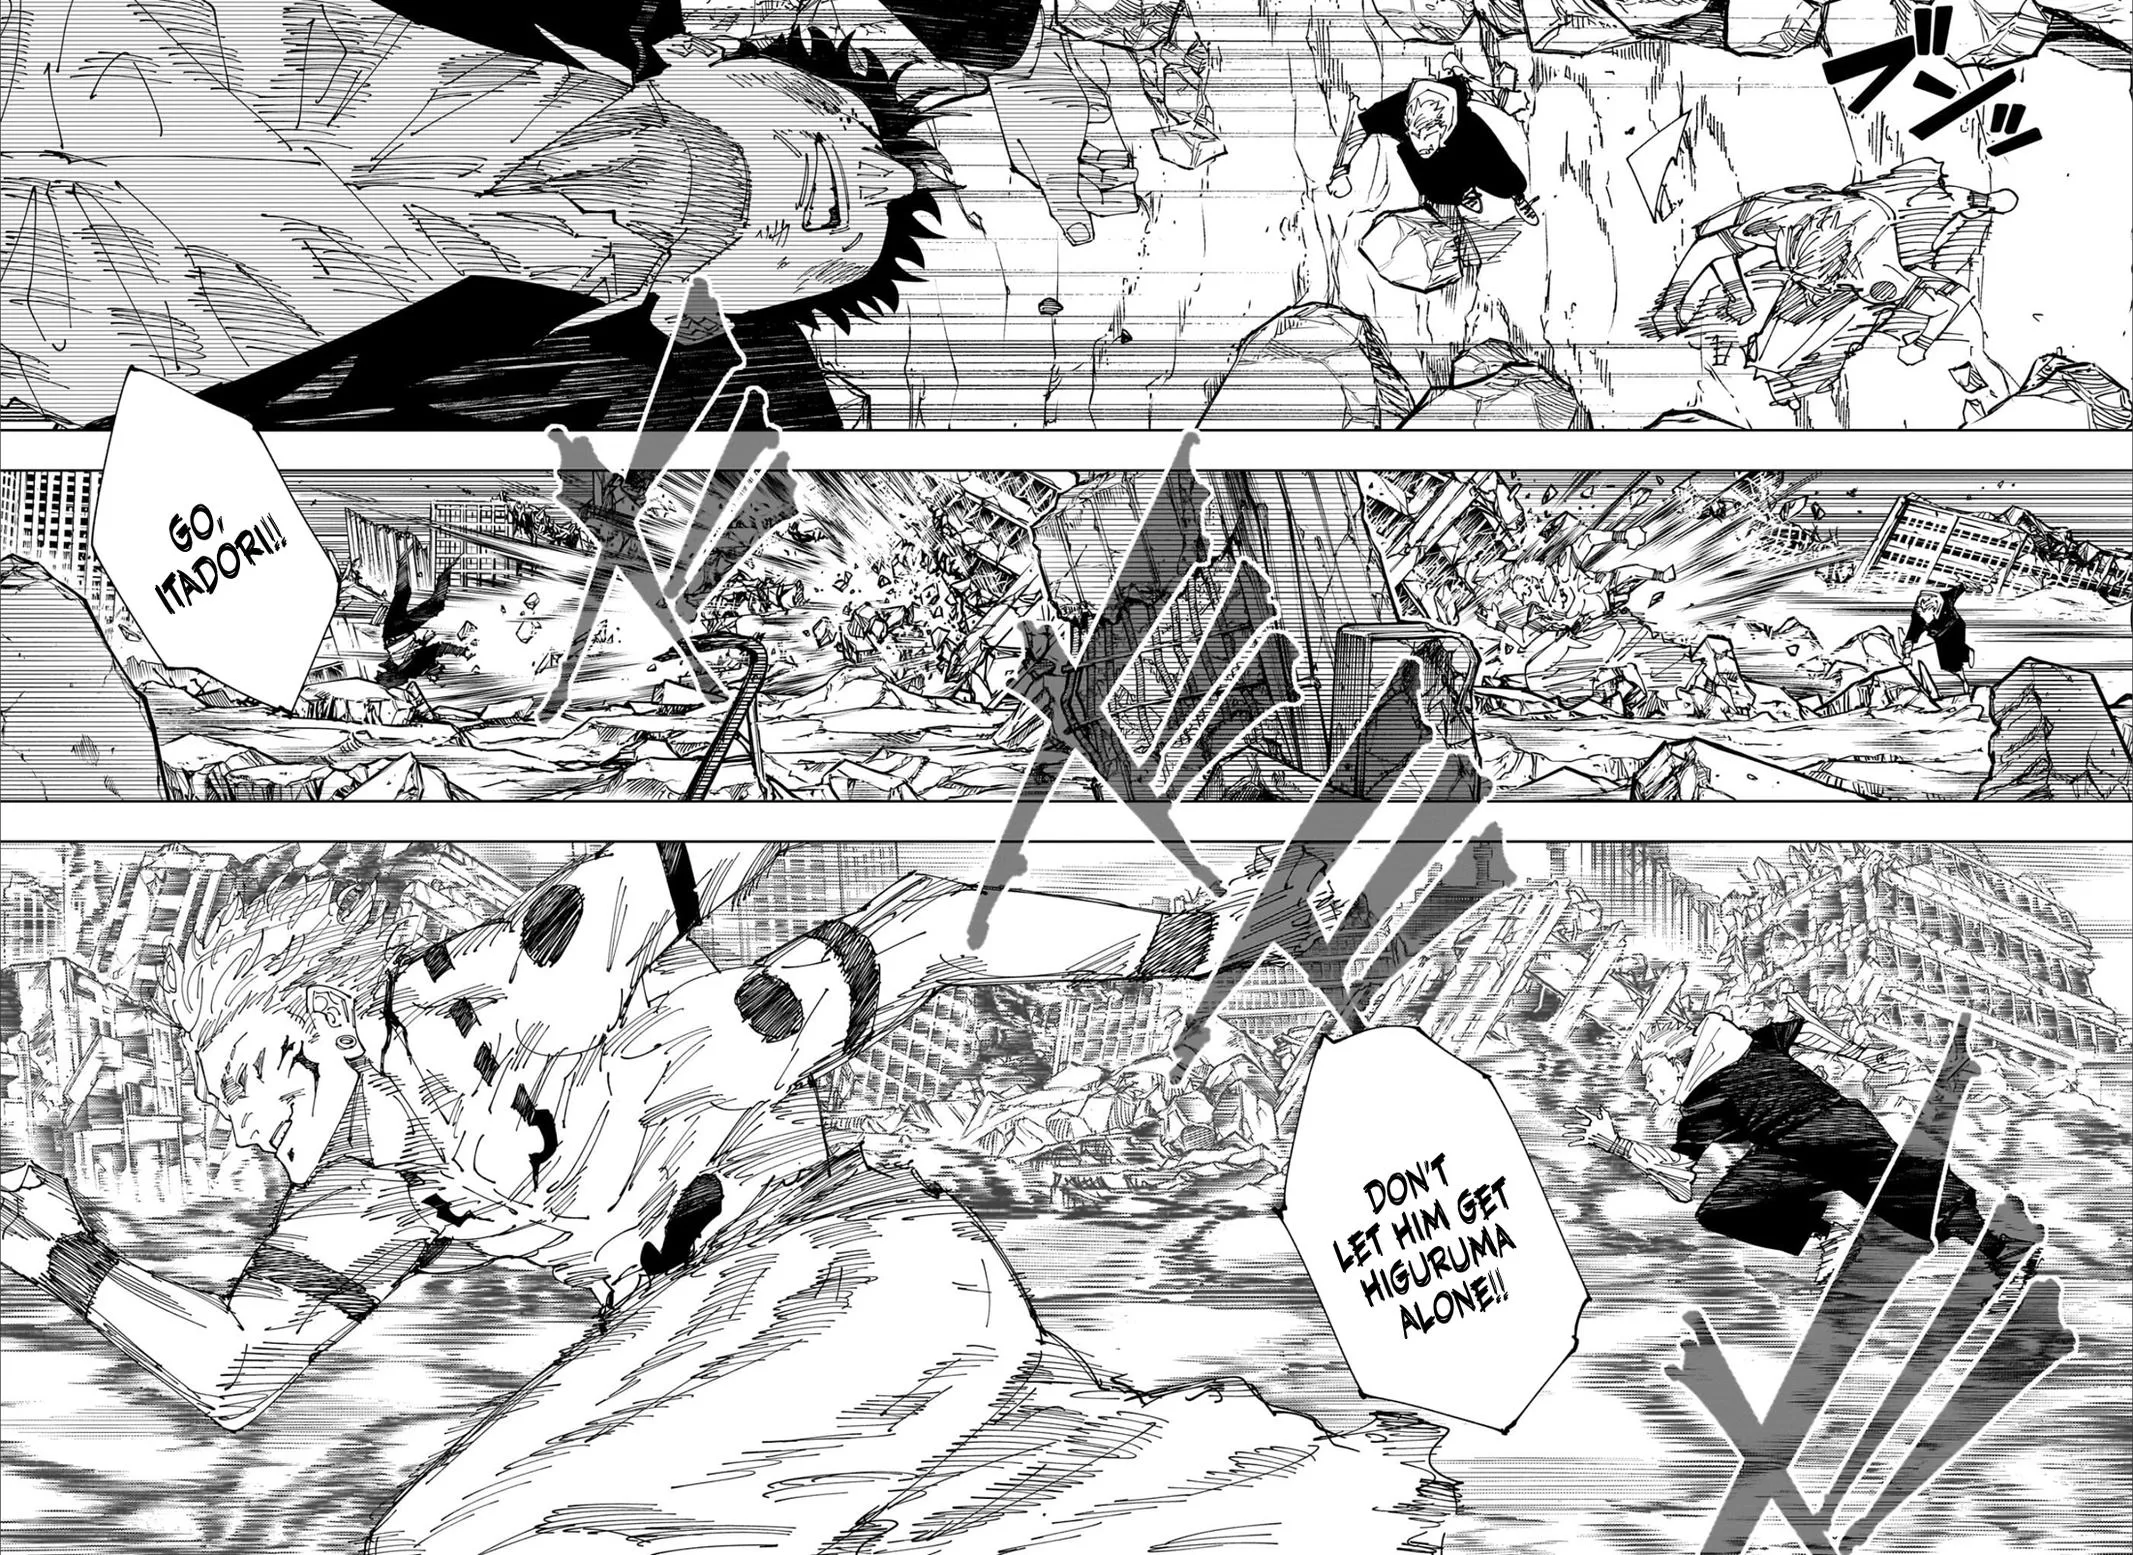 ブンッ
GO,
ITADORI!!
DON'T
LET HIM GET
HIGURUMA
ALONE!!